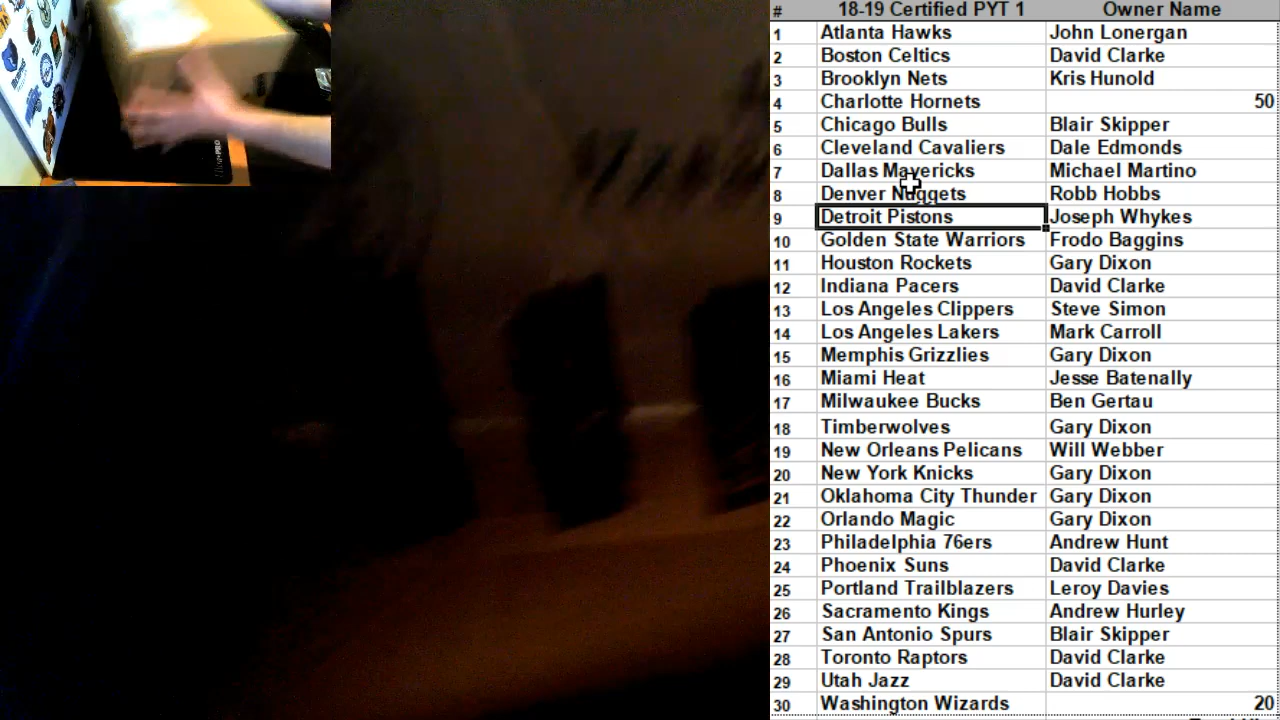 # 18-19 Certified PYT 1 Owner Name
1 Atlanta Hawks John Lonergan
2 Boston Celtics David Clarke
3 Brooklyn Nets Kris Hunold
4 Charlotte Hornets 50
5 Chicago Bulls Blair Skipper
6 Cleveland Cavaliers Dale Edmonds
7 Dallas Mavericks Michael Martino
8 Denver Nuggets Robb Hobbs
9 Detroit Pistons Joseph Whykes
10 Golden State Warriors Frodo Baggins
11 Houston Rockets Gary Dixon
12 Indiana Pacers David Clarke
13 Los Angeles Clippers Steve Simon
14 Los Angeles Lakers Mark Carroll
15 Memphis Grizzlies Gary Dixon
16 Miami Heat Jesse Batenally
17 Milwaukee Bucks Ben Gertau
18 Timberwolves Gary Dixon
19 New Orleans Pelicans Will Webber
20 New York Knicks Gary Dixon
21 Oklahoma City Thunder Gary Dixon
22 Orlando Magic Gary Dixon
23 Philadelphia 76ers Andrew Hunt
24 Phoenix Suns David Clarke
25 Portland Trailblazers Leroy Davies
26 Sacramento Kings Andrew Hurley
27 San Antonio Spurs Blair Skipper
28 Toronto Raptors David Clarke
29 Utah Jazz David Clarke
30 Washington Wizards 20